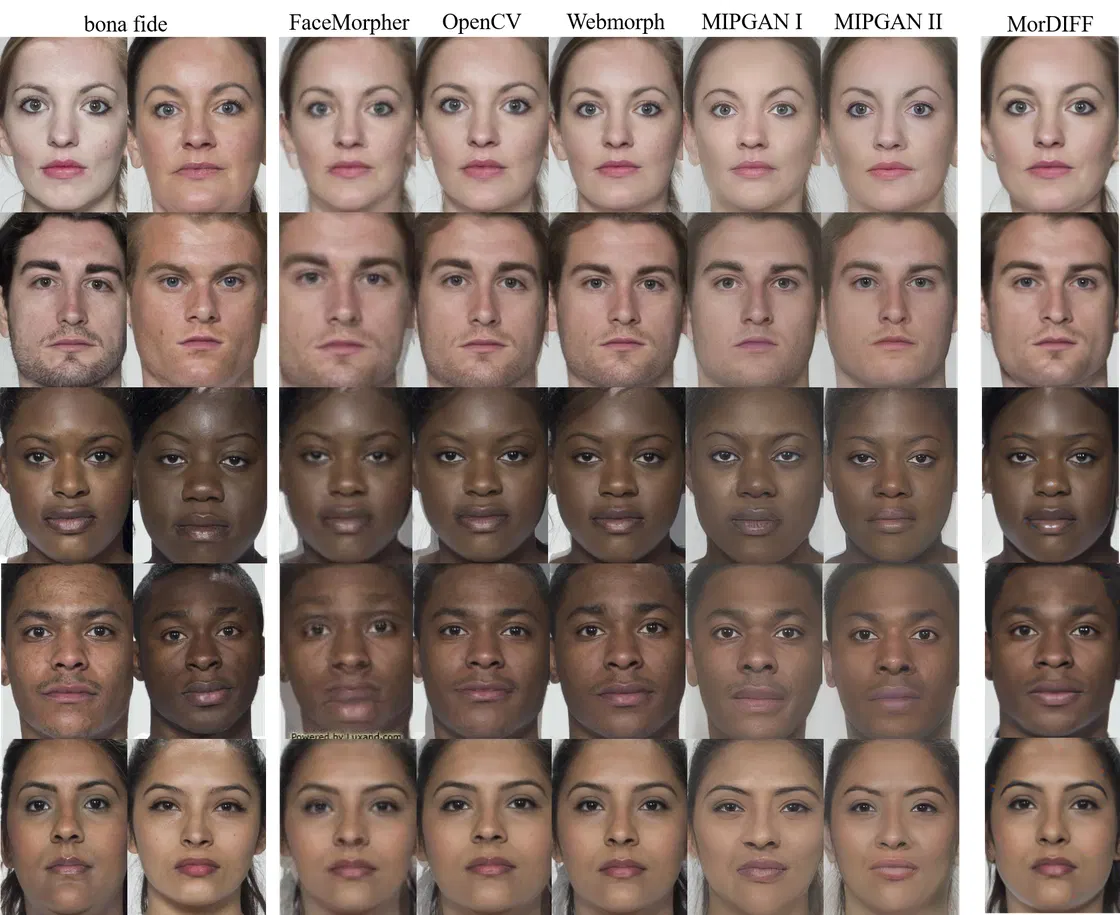 bona fide
FaceMorpher
OpenCV
Webmorph
MIPGAN I
MIPGAN II
MorDIFF
Powered by Luxand.com